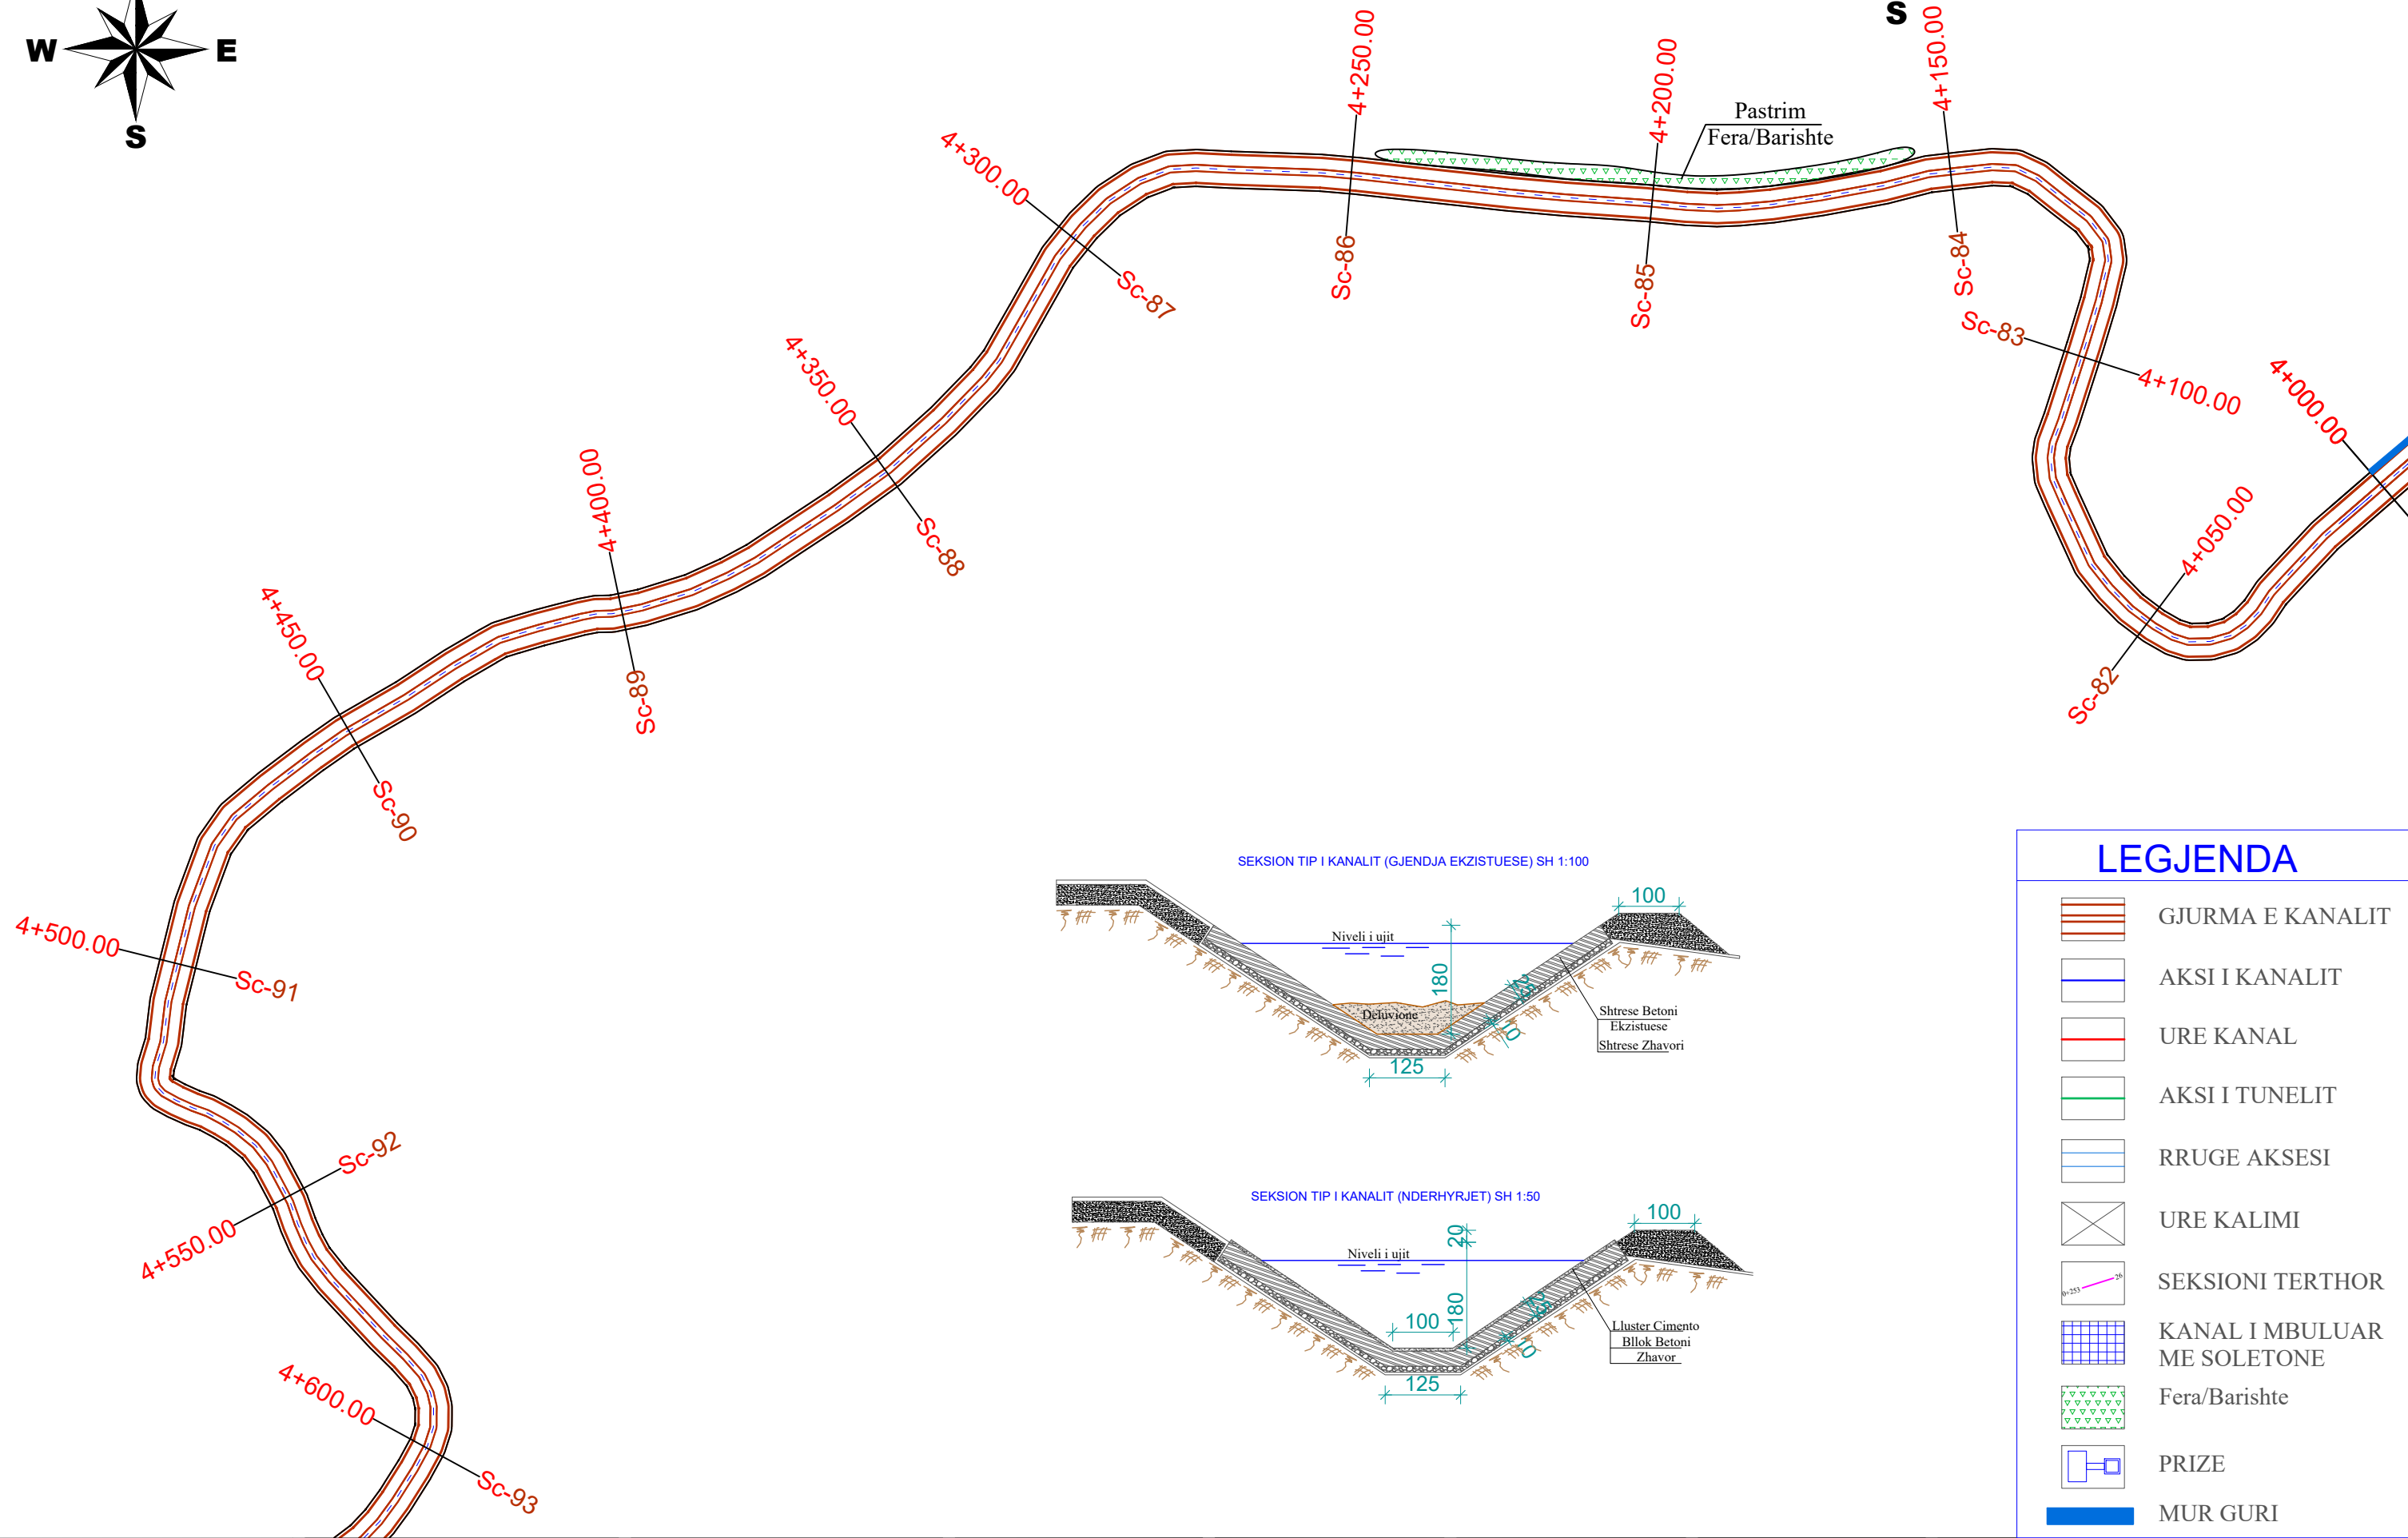 W
E
S
S
4+250.00
4+200.00
4+150.00
Pastrim
Fera/Barishte
4+300.00
Sc-86
Sc-85
Sc-84
Sc-87
Sc-83
4+100.00
4+000.00
4+350.00
4+400.00
Sc-88
4+050.00
4+450.00
Sc-89
Sc-82
Sc-90
4+500.00
Sc-91
Sc-92
4+550.00
4+600.00
Sc-93
SEKSION TIP I KANALIT (GJENDJA EKZISTUESE) SH 1:100
100
Niveli i ujit
180
Deluvione
10
125
Shtrese Betoni
Ekzistuese
Shtrese Zhavori
SEKSION TIP I KANALIT (NDERHYRJET) SH 1:50
100
20
Niveli i ujit
180
100
10
125
Lluster Cimento
Bllok Betoni
Zhavor
LEGJENDA
GJURMA E KANALIT
AKSI I KANALIT
URE KANAL
AKSI I TUNELIT
RRUGE AKSESI
URE KALIMI
0+253
26
SEKSIONI TERTHOR
KANAL I MBULUAR
ME SOLETONE
Fera/Barishte
PRIZE
MUR GURI